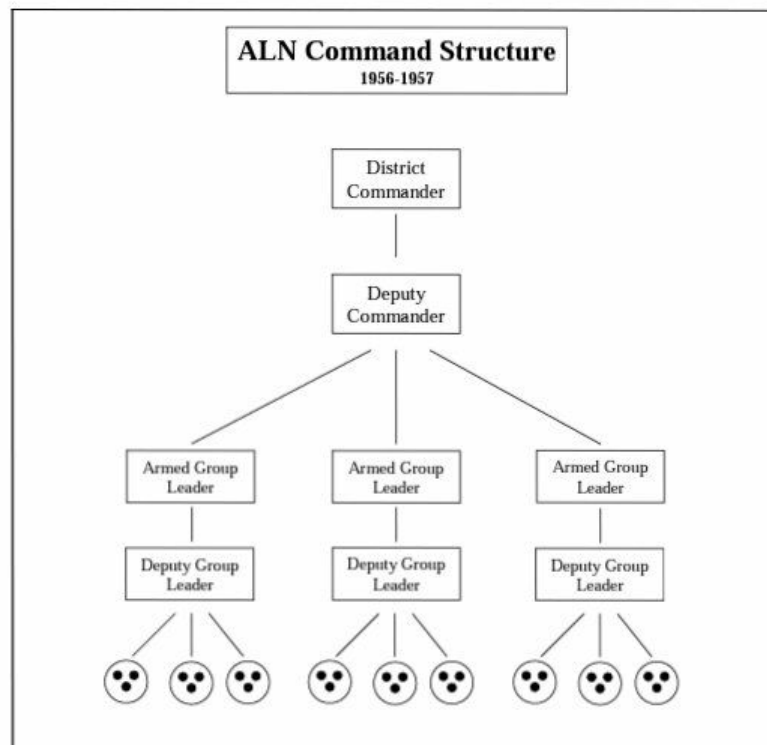 ALN Command Structure
1956-1957
District
Commander
Deputy
Commander
Armed Group
Leader
Armed Group
Leader
Armed Group
Leader
Deputy Group
Leader
Deputy Group
Leader
Deputy Group
Leader